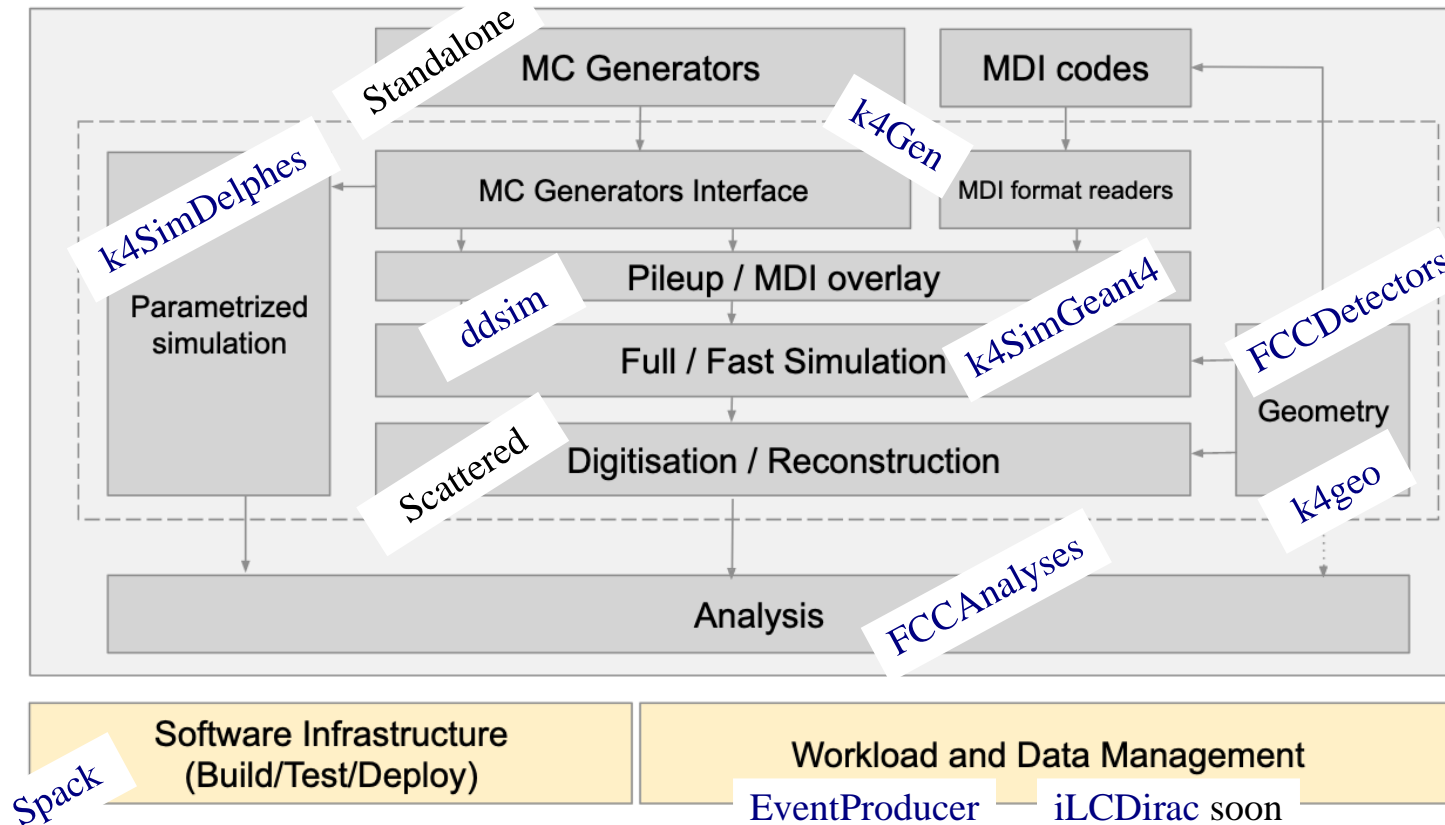 Standalone
MC Generators
MDI codes
k4Gen
k4SimDelphes
MC Generators Interface
MDI format readers
Pileup / MDI overlay
ddsim
k4SimGeant4
FCCDetectors
Parametrized
simulation
Full / Fast Simulation
Geometry
Scattered
Digitisation / Reconstruction
k4geo
FCCAnalyses
Analysis
Software Infrastructure
(Build/Test/Deploy)
Spack
Workload and Data Management
EventProducer
iLCDirac soon